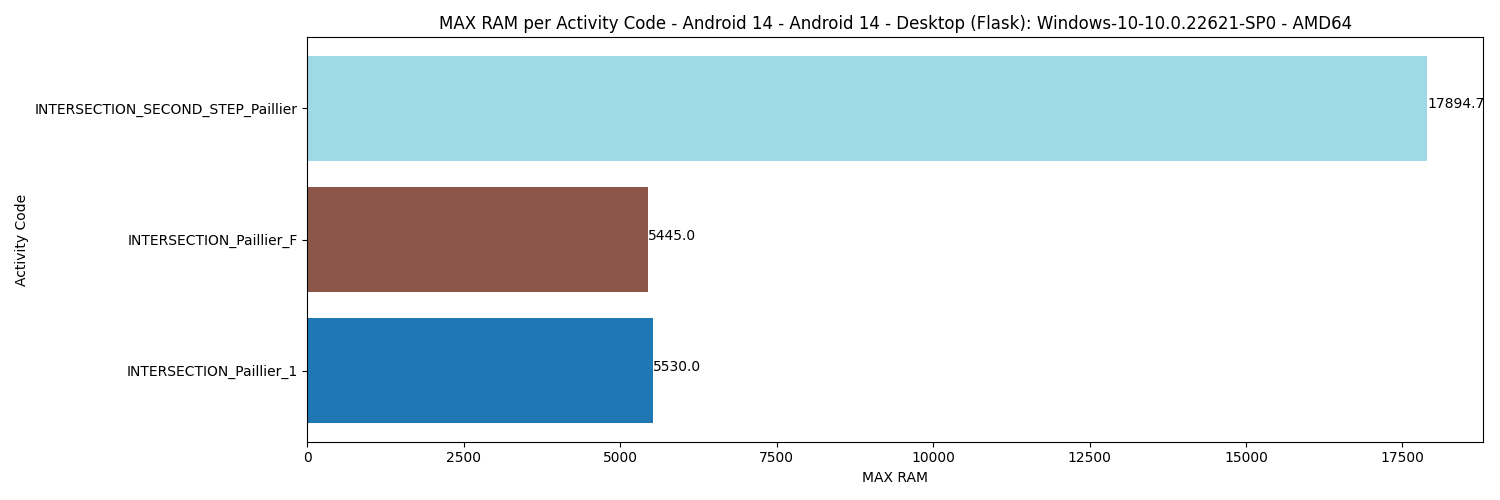 MAX RAM per Activity Code - Android 14 - Android 14 - Desktop (Flask): Windows-10-10.0.22621-SP0 - AMD64
INTERSECTION_SECOND_STEP_Paillier
17894.7
INTERSECTION_Paillier_F
5445.0
INTERSECTION_Paillier_1
5530.0
Activity Code
0 2500 5000 7500 10000 12500 15000 17500
MAX RAM